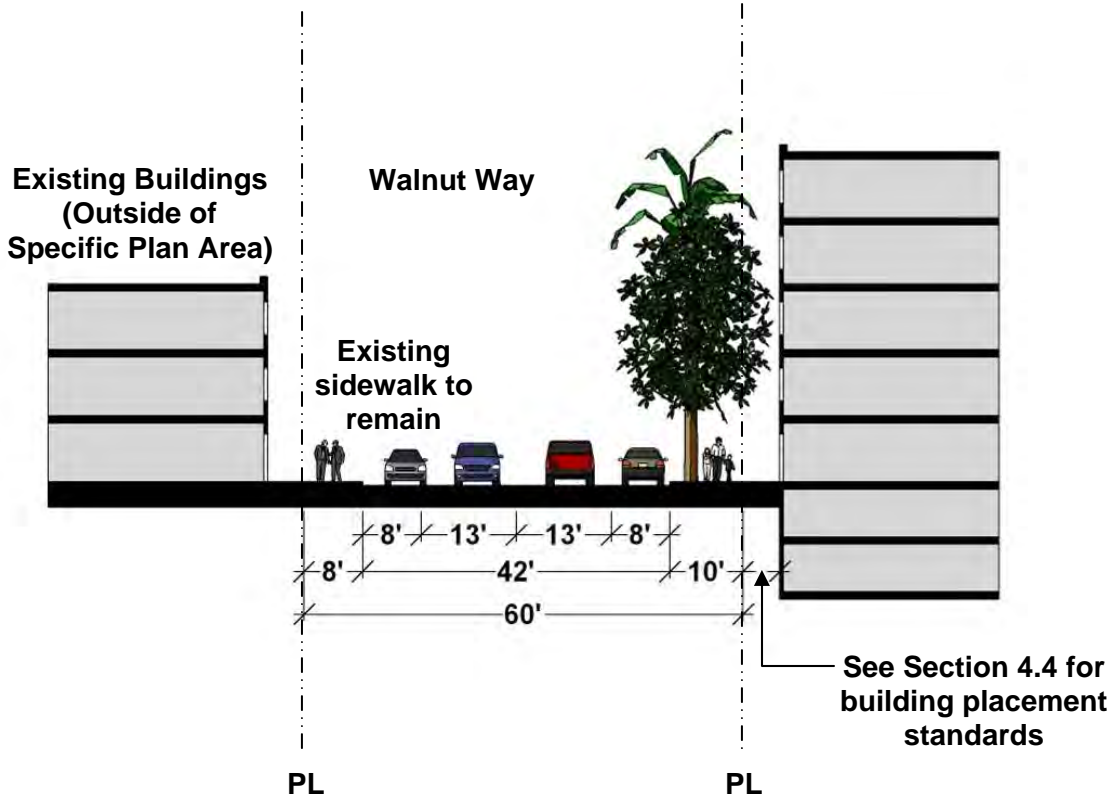 Existing Buildings
(Outside of
Specific Plan Area)
Walnut Way
Existing
sidewalk to
remain
8' 13' 13' 8'
8' 42' 10'
60'
See Section 4.4 for
building placement
standards
PL PL